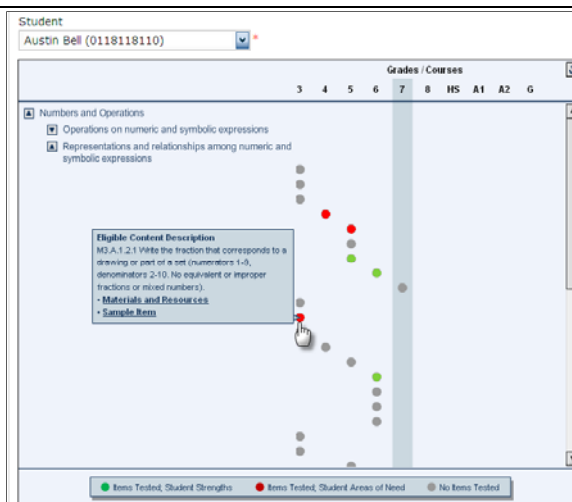 Student
Austin Bell (0118118110)
*
Grades / Courses
3 4 5 6 7 8 HS A1 A2 G
Numbers and Operations
Operations on numeric and symbolic expressions
Representations and relationships among numeric and
symbolic expressions
Eligible Content Description
M3.A.1.2.1 Write the fraction that corresponds to a
drawing or part of a set (numerators 1-9,
denominators 2-10. No equivalent or improper
fractions or mixed numbers).
• Materials and Resources
• Sample Item
Items Tested, Student Strengths Items Tested, Student Areas of Need No Items Tested